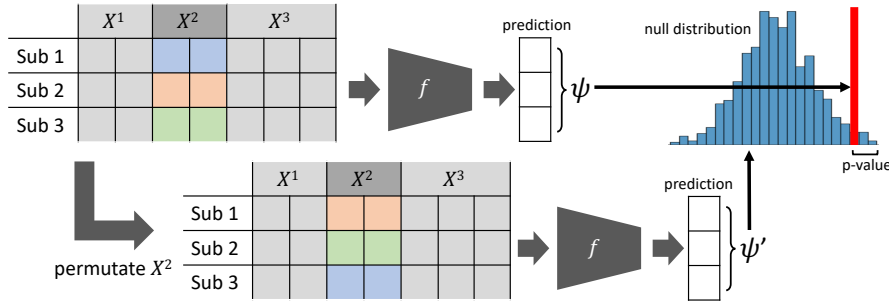 X¹ X² X³
Sub 1
Sub 2
Sub 3
f
prediction
ψ
null distribution
p-value
permutate X²
X¹ X² X³
Sub 1
Sub 2
Sub 3
f
prediction
ψ'